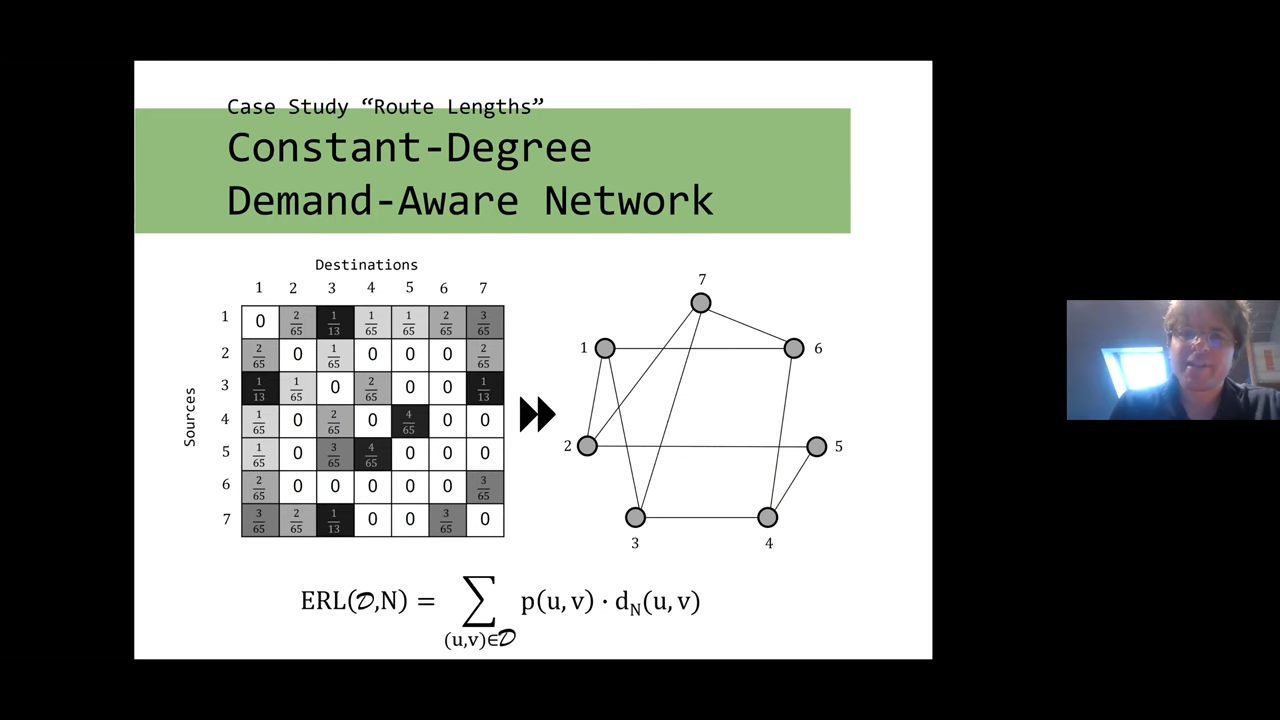 Case Study “Route Lengths”
Constant-Degree
Demand-Aware Network
Destinations
1 2 3 4 5 6 7
Sources
1 0 2/65 1/13 1/65 1/65 2/65 3/65
2 2/65 0 1/65 0 0 0 2/65
3 1/13 1/65 0 2/65 0 0 1/13
4 1/65 0 2/65 0 4/65 0 0
5 1/65 0 3/65 4/65 0 0 0
6 2/65 0 0 0 0 0 3/65
7 3/65 2/65 1/13 0 0 3/65 0
7
1
6
2
5
3
4
ERL(𝒟,N) = ∑ p(u,v) · d_N(u,v)
(u,v)∈𝒟